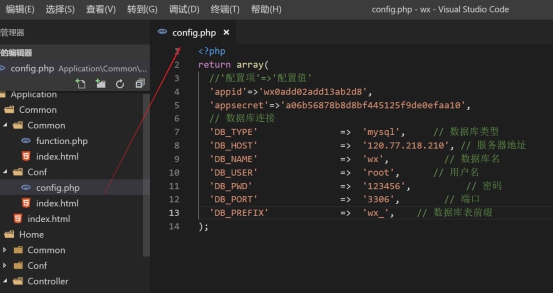 编辑(E) 选择(S) 查看(V) 转到(G) 调试(D) 终端(T) 帮助(H) config.php - wx - Visual Studio Code
管理器
config.php ×
的编辑器
config.php Application\Common\...
Application
Common
Common
function.php
index.html
Conf
config.php
index.html
index.html
Home
Common
Conf
Controller
1 <?php
2 return array(
3 //'配置项'=>'配置值'
4 'appid'=>'wx0add02add13ab2d8',
5 'appsecret'=>'a06b56878b8d8bf445125f9de0efaa10',
6 // 数据库连接
7 'DB_TYPE' => 'mysql', // 数据库类型
8 'DB_HOST' => '120.77.218.210', // 服务器地址
9 'DB_NAME' => 'wx', // 数据库名
10 'DB_USER' => 'root', // 用户名
11 'DB_PWD' => '123456', // 密码
12 'DB_PORT' => '3306', // 端口
13 'DB_PREFIX' => 'wx_', // 数据库表前缀
14 );